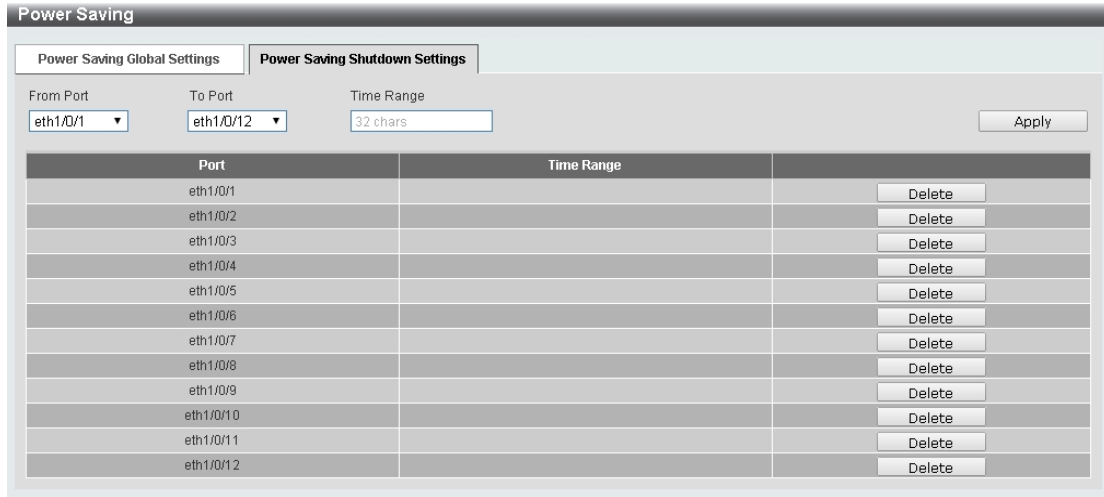 Power Saving
Power Saving Global Settings Power Saving Shutdown Settings
From Port To Port Time Range
eth1/0/1 eth1/0/12 32 chars Apply
Port Time Range
eth1/0/1 Delete
eth1/0/2 Delete
eth1/0/3 Delete
eth1/0/4 Delete
eth1/0/5 Delete
eth1/0/6 Delete
eth1/0/7 Delete
eth1/0/8 Delete
eth1/0/9 Delete
eth1/0/10 Delete
eth1/0/11 Delete
eth1/0/12 Delete